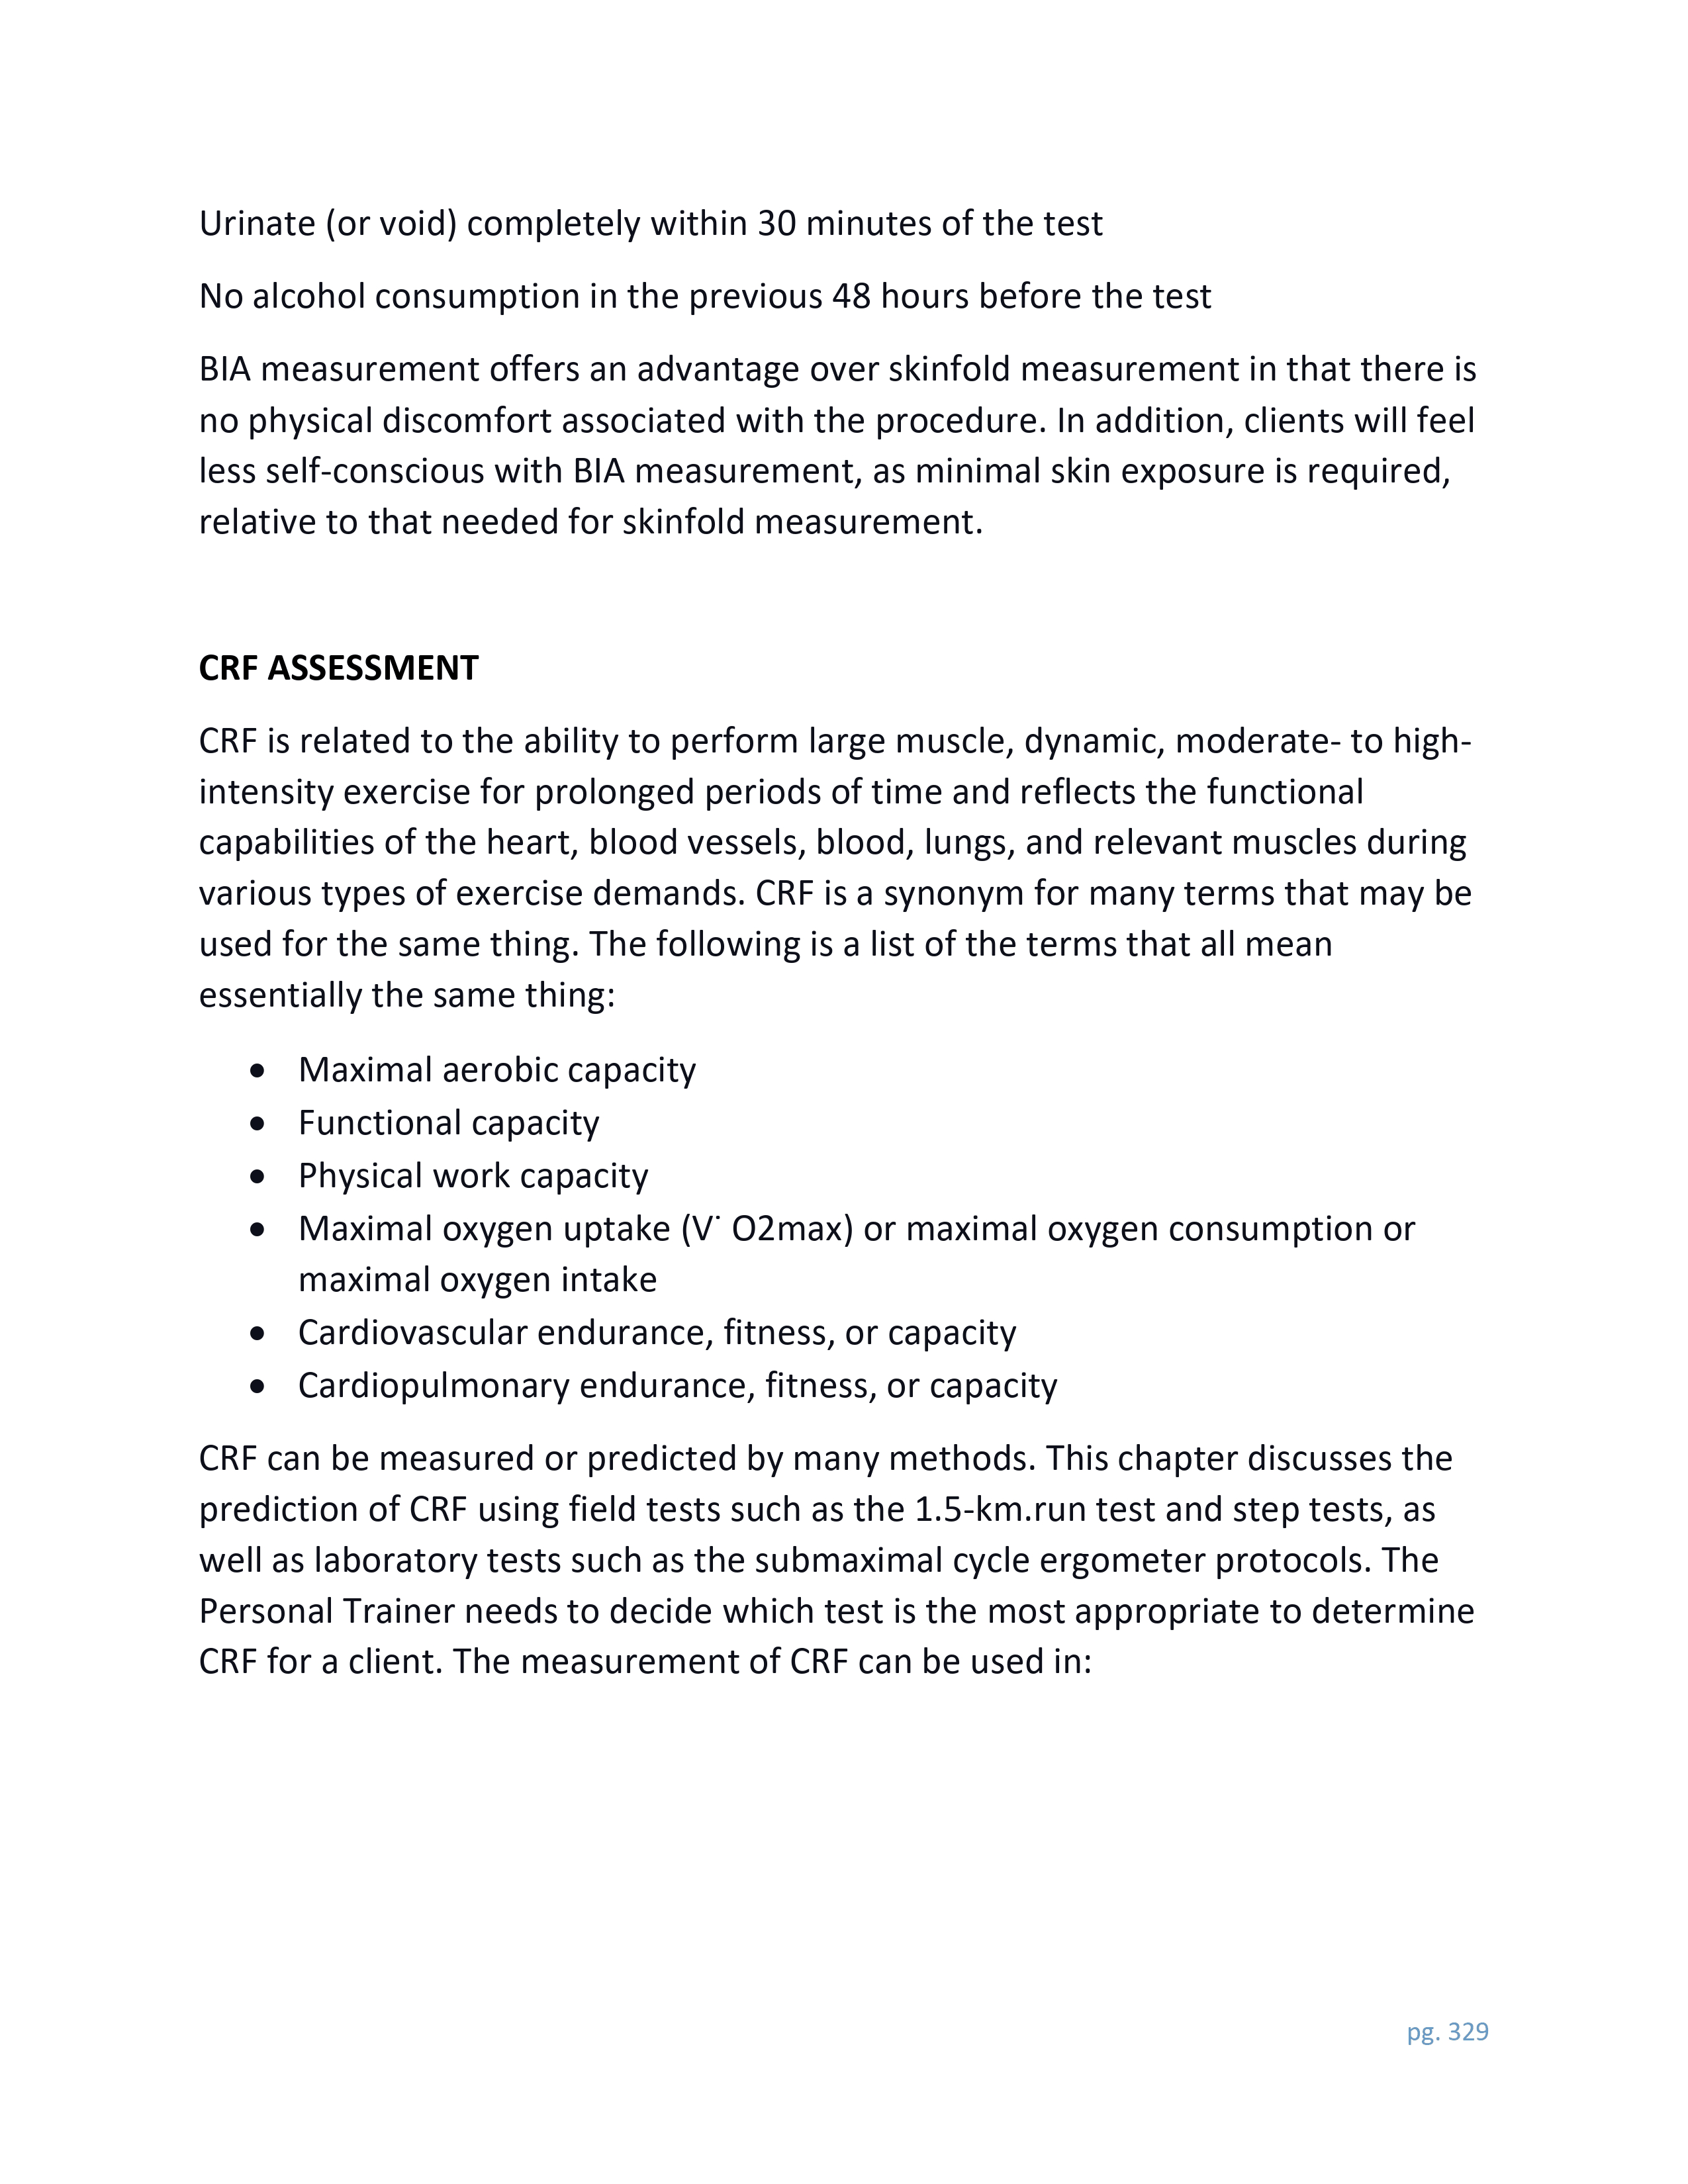 Urinate (or void) completely within 30 minutes of the test
No alcohol consumption in the previous 48 hours before the test
BIA measurement offers an advantage over skinfold measurement in that there is
no physical discomfort associated with the procedure. In addition, clients will feel
less self-conscious with BIA measurement, as minimal skin exposure is required,
relative to that needed for skinfold measurement.
CRF ASSESSMENT
CRF is related to the ability to perform large muscle, dynamic, moderate- to high-
intensity exercise for prolonged periods of time and reflects the functional
capabilities of the heart, blood vessels, blood, lungs, and relevant muscles during
various types of exercise demands. CRF is a synonym for many terms that may be
used for the same thing. The following is a list of the terms that all mean
essentially the same thing:
• Maximal aerobic capacity
• Functional capacity
• Physical work capacity
• Maximal oxygen uptake (V˙ O2max) or maximal oxygen consumption or
maximal oxygen intake
• Cardiovascular endurance, fitness, or capacity
• Cardiopulmonary endurance, fitness, or capacity
CRF can be measured or predicted by many methods. This chapter discusses the
prediction of CRF using field tests such as the 1.5-km.run test and step tests, as
well as laboratory tests such as the submaximal cycle ergometer protocols. The
Personal Trainer needs to decide which test is the most appropriate to determine
CRF for a client. The measurement of CRF can be used in:
pg. 329